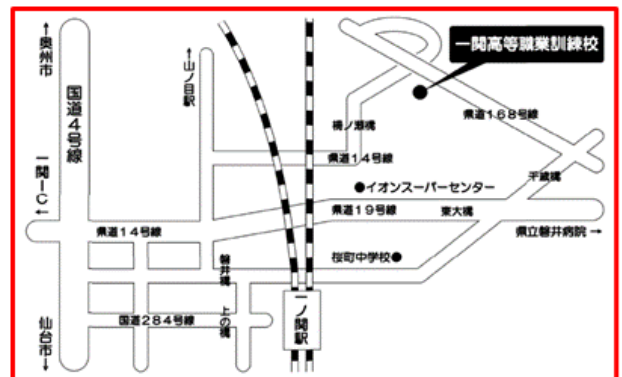 ↑奥州市
国道4号線
一関IC←
仙台市↓
↑山ノ目駅
一関高等職業訓練校
県道168号線
橋ノ瀬橋
県道14号線
千歳橋
●イオンスーパーセンター
県道19号線
東大橋
県道14号線
県立磐井病院→
桜町中学校●
磐井橋
上の橋
国道284号線
一ノ関駅